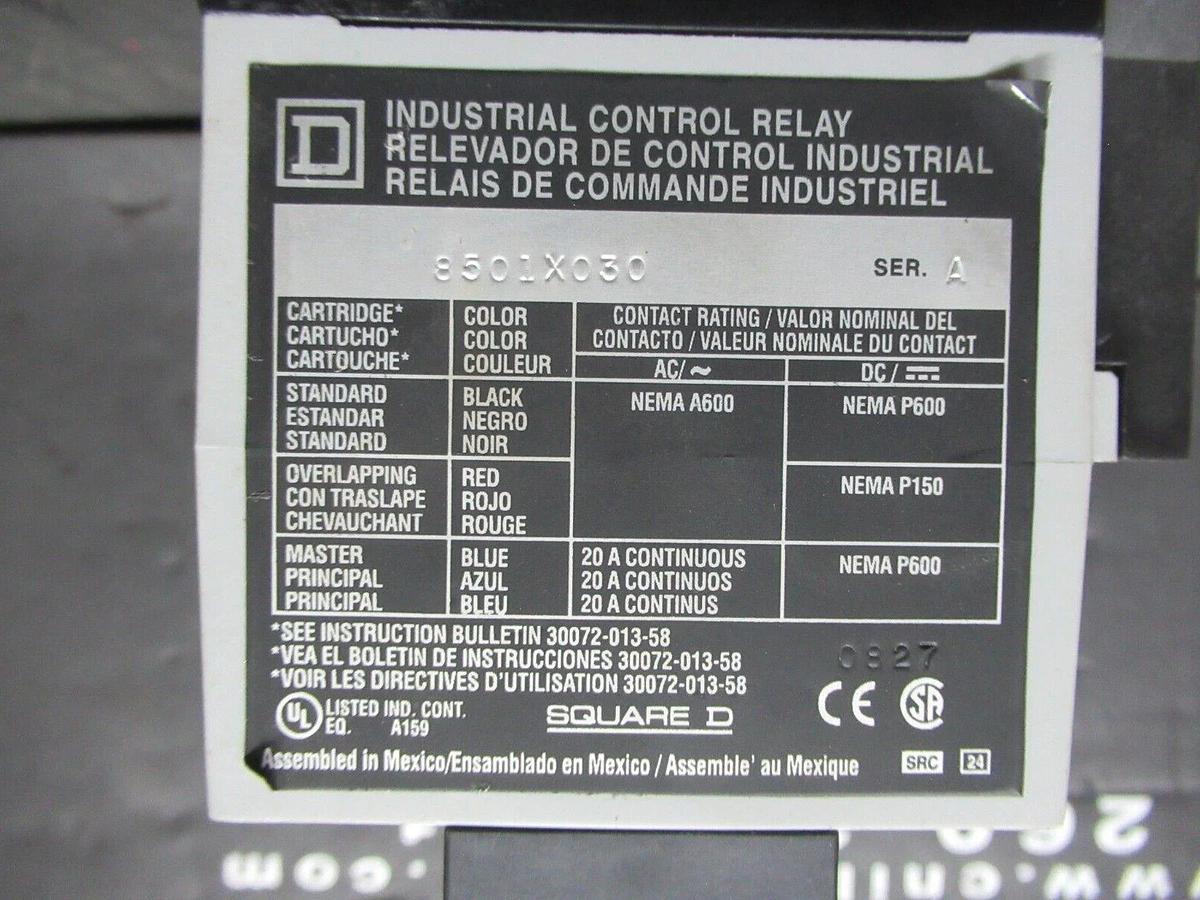 D
INDUSTRIAL CONTROL RELAY
RELEVADOR DE CONTROL INDUSTRIAL
RELAIS DE COMMANDE INDUSTRIEL
8501XO30 SER. A
CARTRIDGE*
CARTUCHO*
CARTOUCHE*
COLOR
COLOR
COULEUR
CONTACT RATING / VALOR NOMINAL DEL
CONTACTO / VALEUR NOMINALE DU CONTACT
AC/ ~
DC /
STANDARD
ESTANDAR
STANDARD
BLACK
NEGRO
NOIR
NEMA A600
NEMA P600
OVERLAPPING
CON TRASLAPE
CHEVAUCHANT
RED
ROJO
ROUGE
NEMA P150
MASTER
PRINCIPAL
PRINCIPAL
BLUE
AZUL
BLEU
20 A CONTINUOUS
20 A CONTINUOS
20 A CONTINUS
NEMA P600
*SEE INSTRUCTION BULLETIN 30072-013-58
*VEA EL BOLETIN DE INSTRUCCIONES 30072-013-58
*VOIR LES DIRECTIVES D'UTILISATION 30072-013-58
0827
UL LISTED IND. CONT.
EQ. A159
SQUARE D
CE SA
Assembled in Mexico/Ensamblado en Mexico / Assemble' au Mexique
SRC 24
260
.com